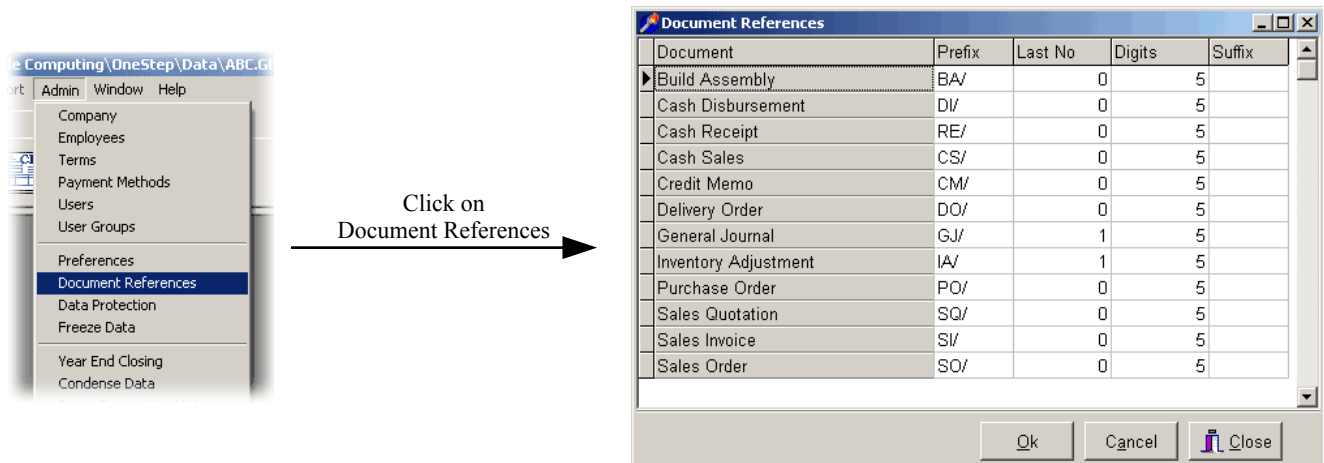 e Computing\OneStep\Data\ABC.G
ort Admin Window Help
Company
Employees
Terms
Payment Methods
Users
User Groups
Preferences
Document References
Data Protection
Freeze Data
Year End Closing
Condense Data
Click on
Document References
Document References
Document Prefix Last No Digits Suffix
Build Assembly BA/ 0 5
Cash Disbursement DI/ 0 5
Cash Receipt RE/ 0 5
Cash Sales CS/ 0 5
Credit Memo CM/ 0 5
Delivery Order DO/ 0 5
General Journal GJ/ 1 5
Inventory Adjustment IA/ 1 5
Purchase Order PO/ 0 5
Sales Quotation SQ/ 0 5
Sales Invoice SI/ 0 5
Sales Order SO/ 0 5
Ok Cancel Close